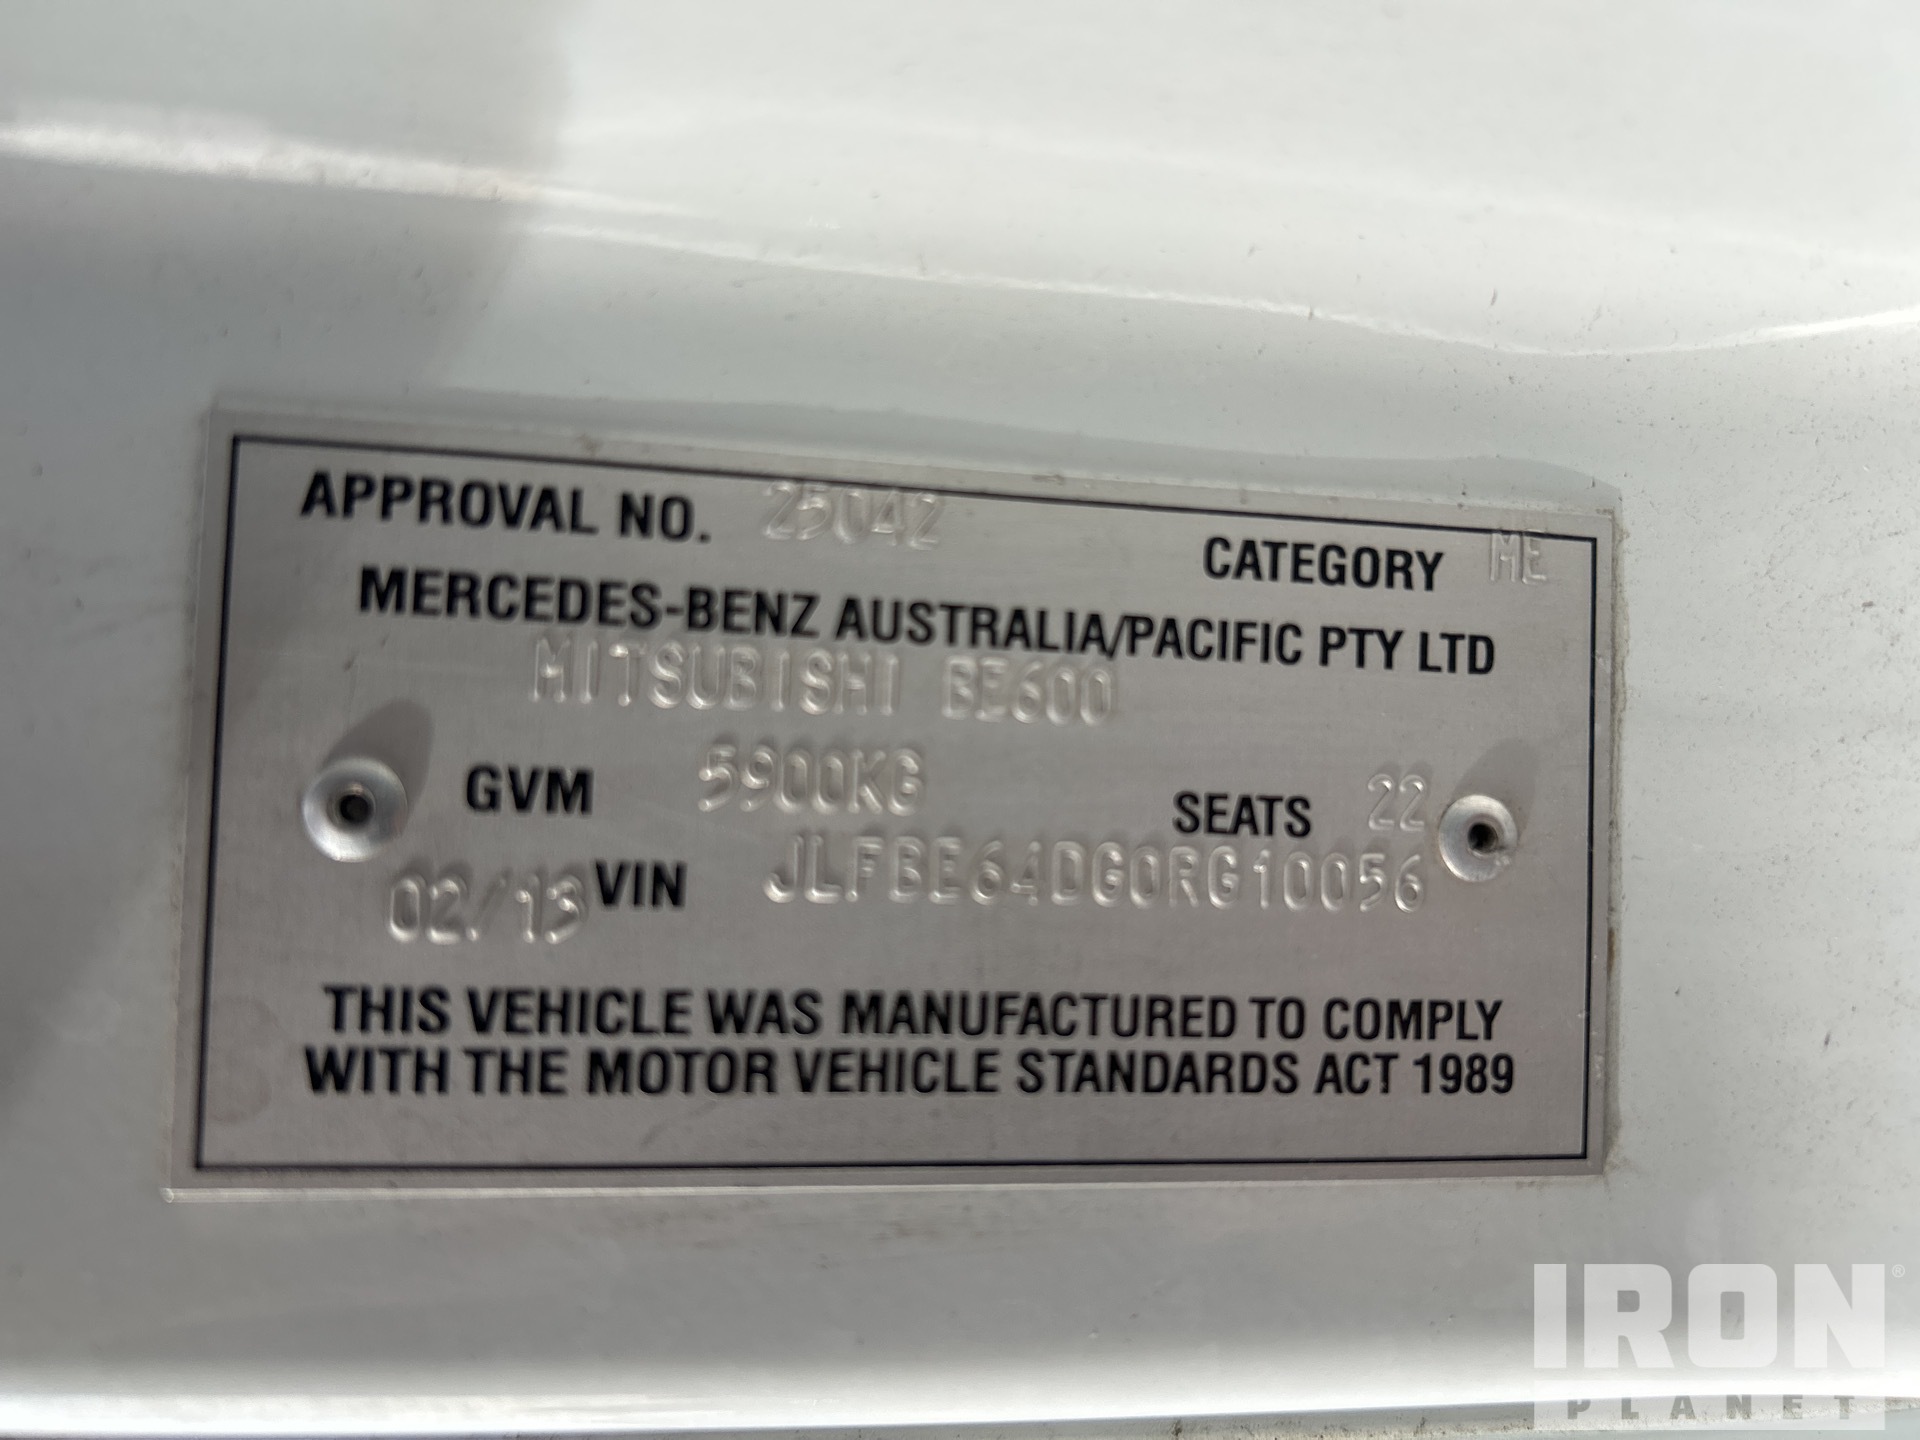 APPROVAL NO. 25042 CATEGORY ME
MERCEDES-BENZ AUSTRALIA/PACIFIC PTY LTD
MITSUBISHI BE600
GVM 5900KG SEATS 22
02/13 VIN JLFBE64DG0RG10056
THIS VEHICLE WAS MANUFACTURED TO COMPLY
WITH THE MOTOR VEHICLE STANDARDS ACT 1989
IRON®
PLANET